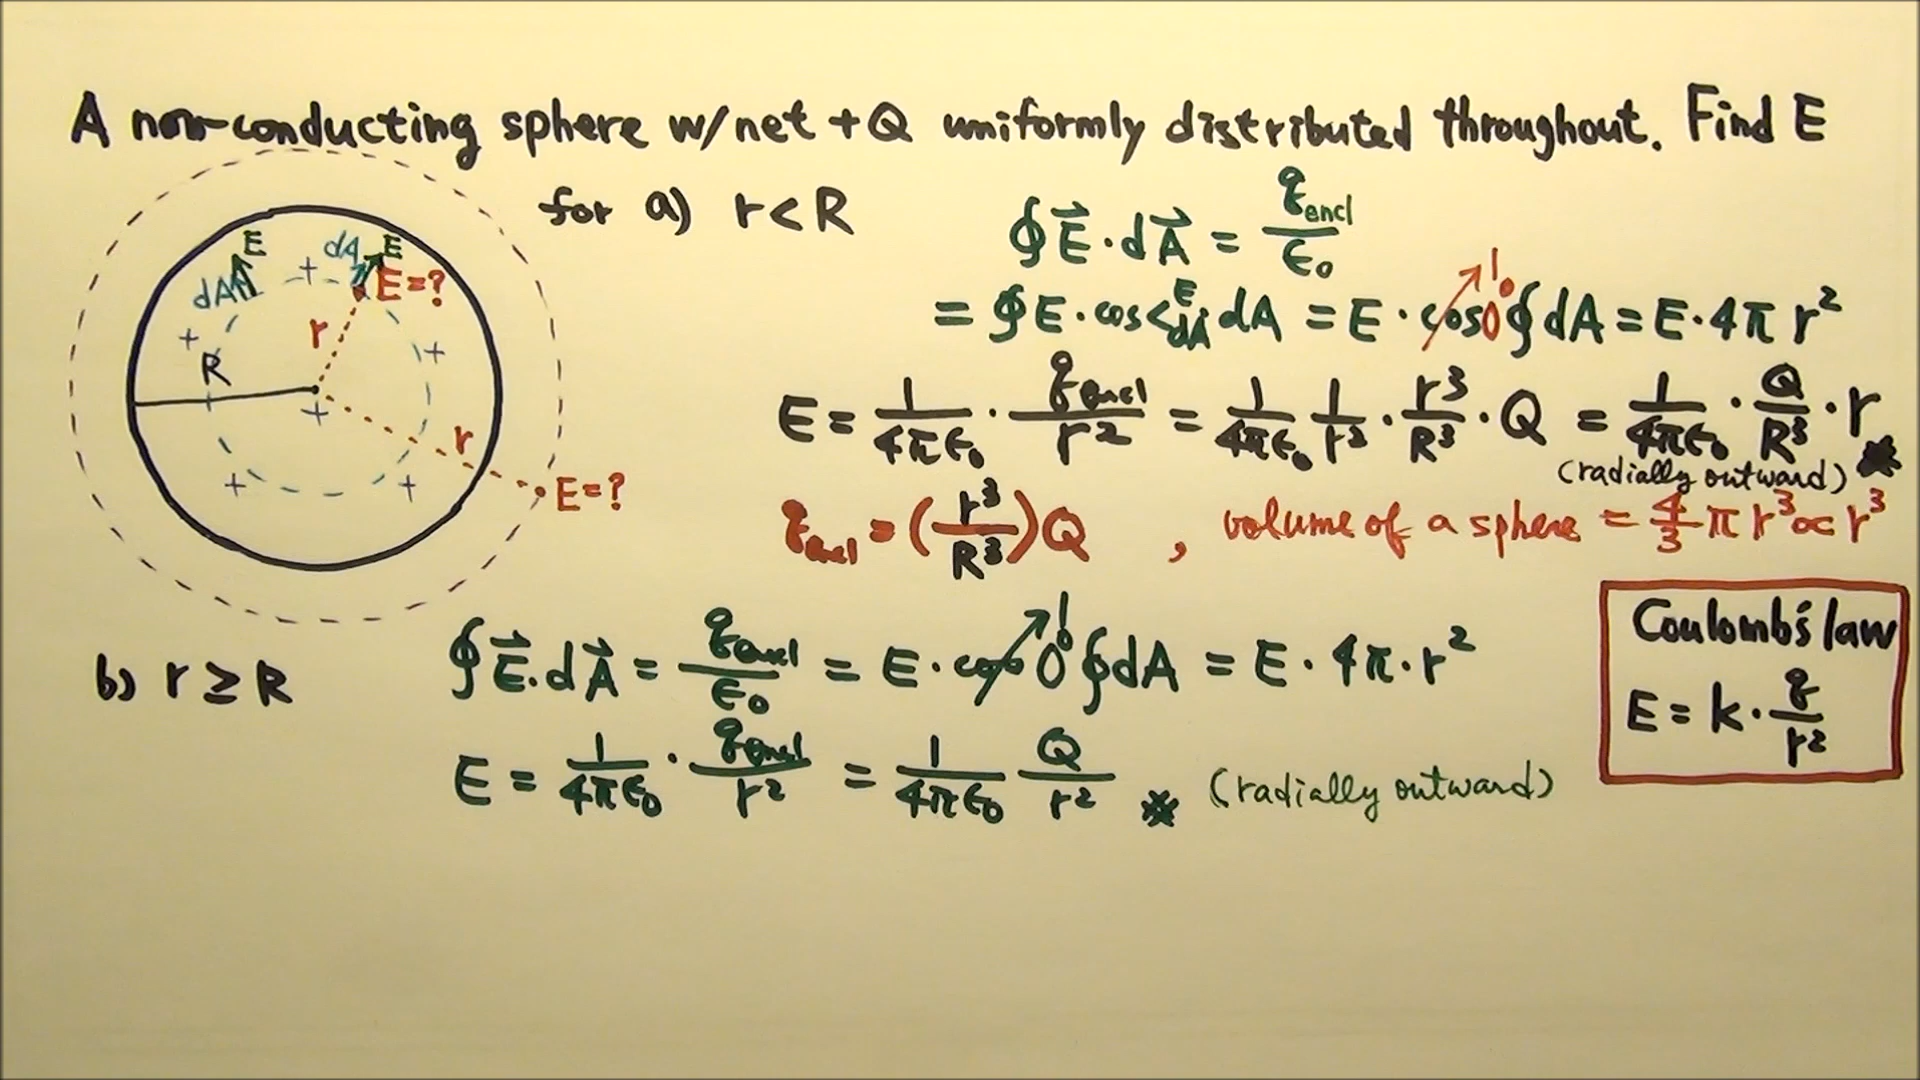 A non-conducting sphere w/ net +Q uniformly distributed throughout. Find E
for a) r < R
∮E⃗·dA⃗ = q_encl/ε₀
= ∮E·cos<E dA dA = E·cos0° 1 ∮dA = E·4π r²
E = 1/4πε₀ · q_encl/r² = 1/4πε₀ 1/r² · r³/R³ · Q = 1/4πε₀ · Q/R³ · r
(radially outward) *
q_encl = (r³/R³)Q , volume of a sphere = 4/3 π r³ ∝ r³
dA E dA E
+ E=?
r
+ R +
+
r
+ + E=?
b) r ≥ R
∮E⃗·dA⃗ = q_encl/ε₀ = E·cos0° 1 ∮dA = E·4π·r²
E = 1/4πε₀ · q_encl/r² = 1/4πε₀ Q/r² * (radially outward)
Coulomb's law
E = k·q/r²